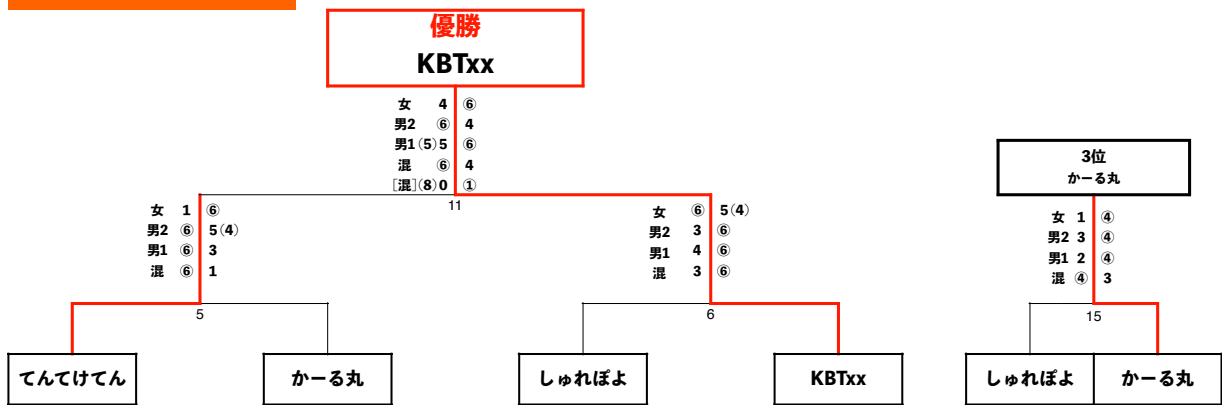 優勝
KBTxx
女 4 ⑥
男2 ⑥ 4
男1(5)5 ⑥
混 ⑥ 4
[混](8)0 ①
11
3位
かーる丸
女 1 ⑥
男2 ⑥ 5(4)
男1 ⑥ 3
混 ⑥ 1
5
女 ⑥ 5(4)
男2 3 ⑥
男1 4 ⑥
混 3 ⑥
6
女 1 ④
男2 3 ④
男1 2 ④
混 ④ 3
15
てんてけてん
かーる丸
しゅれぽよ
KBTxx
しゅれぽよ
かーる丸